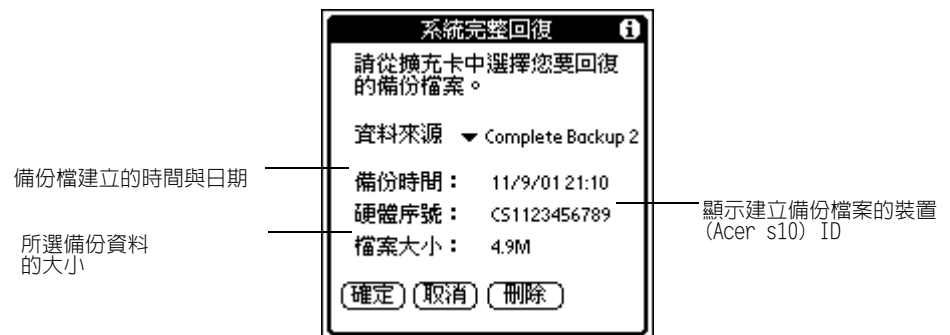 系統完整回復
請從擴充卡中選擇您要回復
的備份檔案。
資料來源 Complete Backup 2
備份時間： 11/9/01 21:10
硬體序號： CS1123456789
檔案大小： 4.9M
確定 取消 刪除
備份檔建立的時間與日期
所選備份資料
的大小
顯示建立備份檔案的裝置
(Acer s10) ID